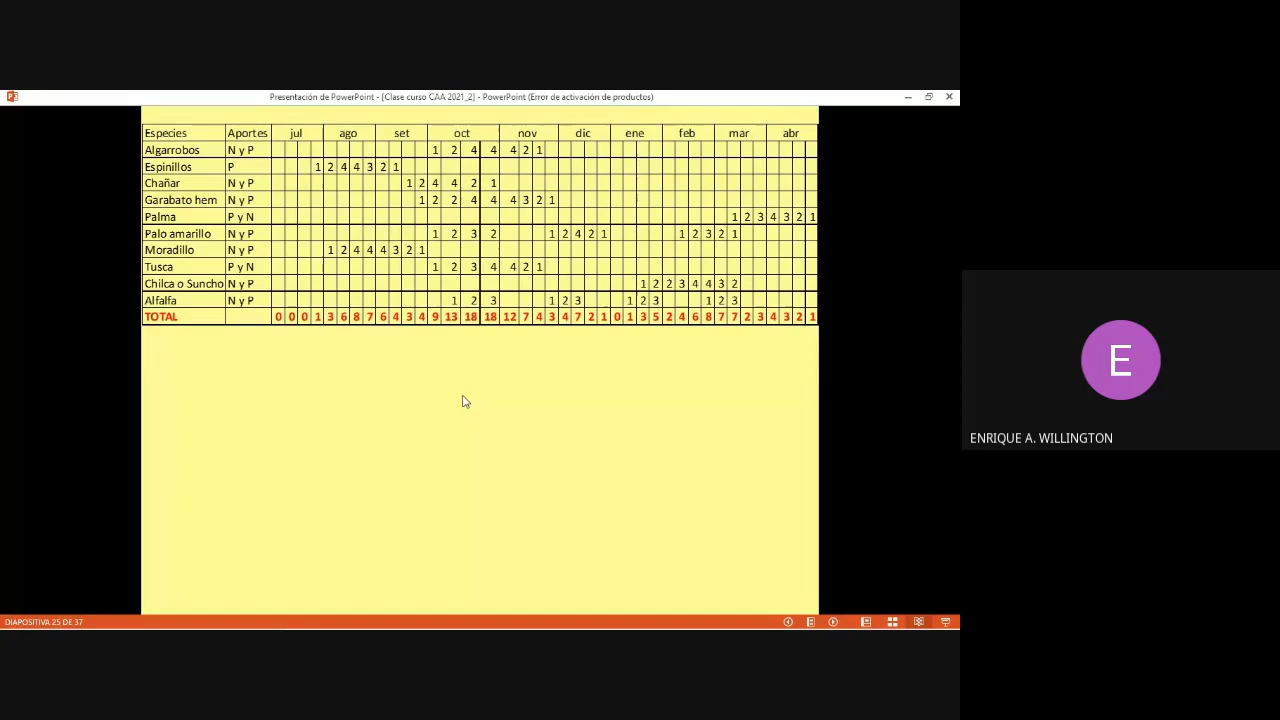 Presentación de PowerPoint - [Clase curso CAA 2021_2] - PowerPoint (Error de activación de productos)
Especies Aportes jul ago set oct nov dic ene feb mar abr
Algarrobos N y P 1 2 4 4 4 2 1
Espinillos P 1 2 4 4 3 2 1
Chañar N y P 1 2 4 4 2 1
Garabato hem N y P 1 2 2 4 4 4 3 2 1
Palma P y N 1 2 3 4 3 2 1
Palo amarillo N y P 1 2 3 2 1 2 4 2 1 1 2 3 2 1
Moradillo N y P 1 2 4 4 4 3 2 1
Tusca P y N 1 2 3 4 4 2 1
Chilca o Suncho N y P 1 2 2 3 4 4 3 2
Alfalfa N y P 1 2 3 1 2 3 1 2 3 1 2 3
TOTAL 0 0 0 1 3 6 8 7 6 4 3 4 9 13 18 18 12 7 4 3 4 7 2 1 0 1 3 5 2 4 6 8 7 7 2 3 4 3 2 1
E
ENRIQUE A. WILLINGTON
DIAPOSITIVA 25 DE 37